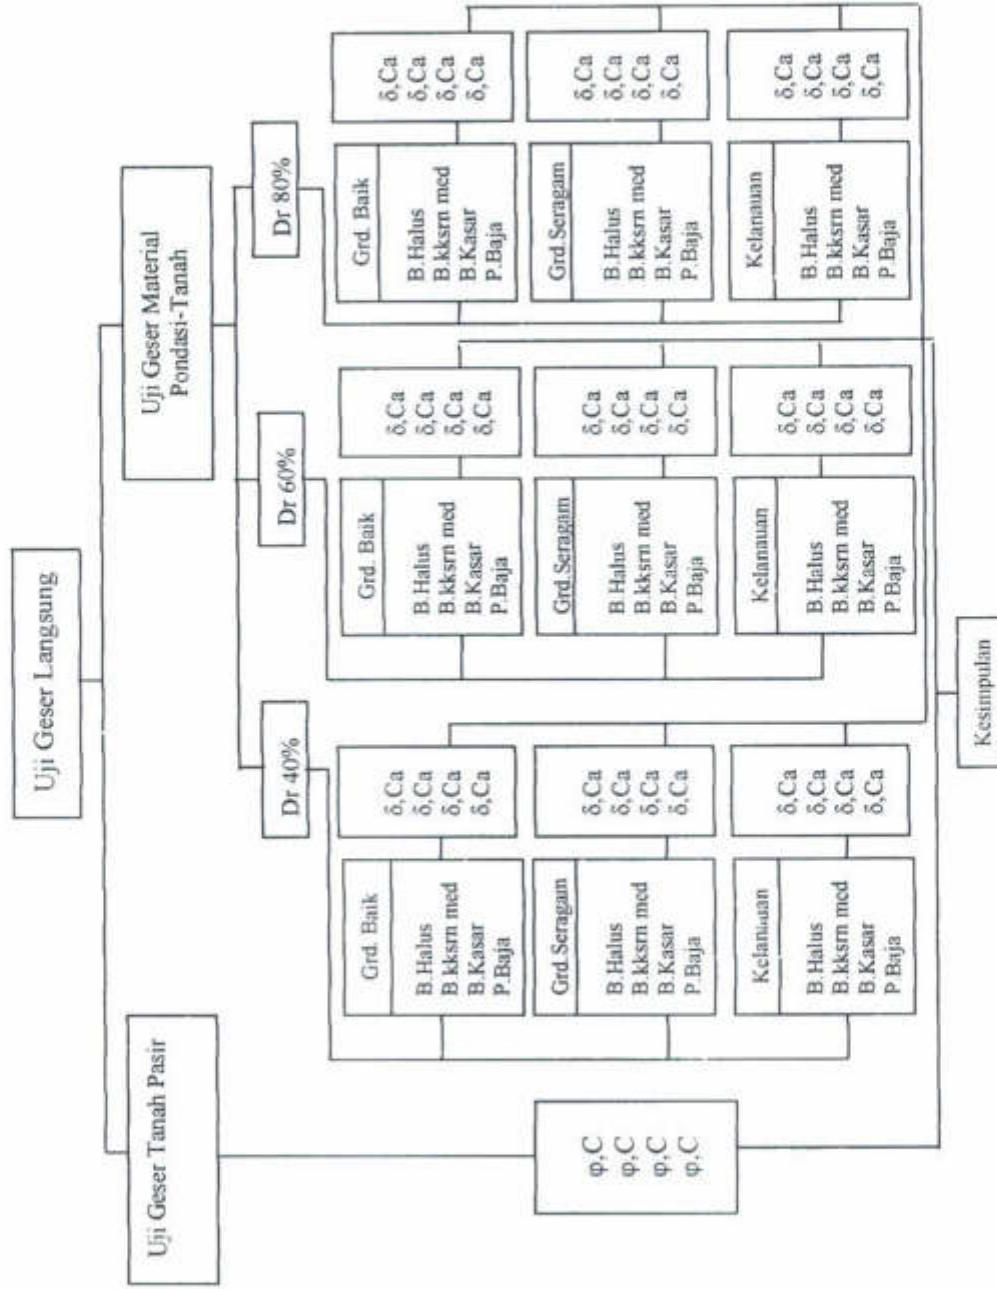 Uji Geser Langsung
Uji Geser Tanah Pasir
Uji Geser Material
Pondasi-Tanah
Dr 40%
Dr 60%
Dr 80%
φ,C
φ,C
φ,C
φ,C
Grd. Baik
B.Halus
B.kksrn med
B.Kasar
P.Baja
δ,Ca
δ,Ca
δ,Ca
δ,Ca
Grd.Seragam
B.Halus
B.kksrn med
B.Kasar
P.Baja
δ,Ca
δ,Ca
δ,Ca
δ,Ca
Kelanauan
B.Halus
B.kksrn med
B.Kasar
P.Baja
δ,Ca
δ,Ca
δ,Ca
δ,Ca
Grd. Baik
B.Halus
B.kksrn med
B.Kasar
P.Baja
δ,Ca
δ,Ca
δ,Ca
δ,Ca
Grd.Seragam
B.Halus
B.kksrn med
B.Kasar
P.Baja
δ,Ca
δ,Ca
δ,Ca
δ,Ca
Kelanauan
B.Halus
B.kksrn med
B.Kasar
P.Baja
δ,Ca
δ,Ca
δ,Ca
δ,Ca
Grd. Baik
B.Halus
B.kksrn med
B.Kasar
P.Baja
δ,Ca
δ,Ca
δ,Ca
δ,Ca
Grd.Seragam
B.Halus
B.kksrn med
B.Kasar
P.Baja
δ,Ca
δ,Ca
δ,Ca
δ,Ca
Kelanauan
B.Halus
B.kksrn med
B.Kasar
P.Baja
δ,Ca
δ,Ca
δ,Ca
δ,Ca
Kesimpulan